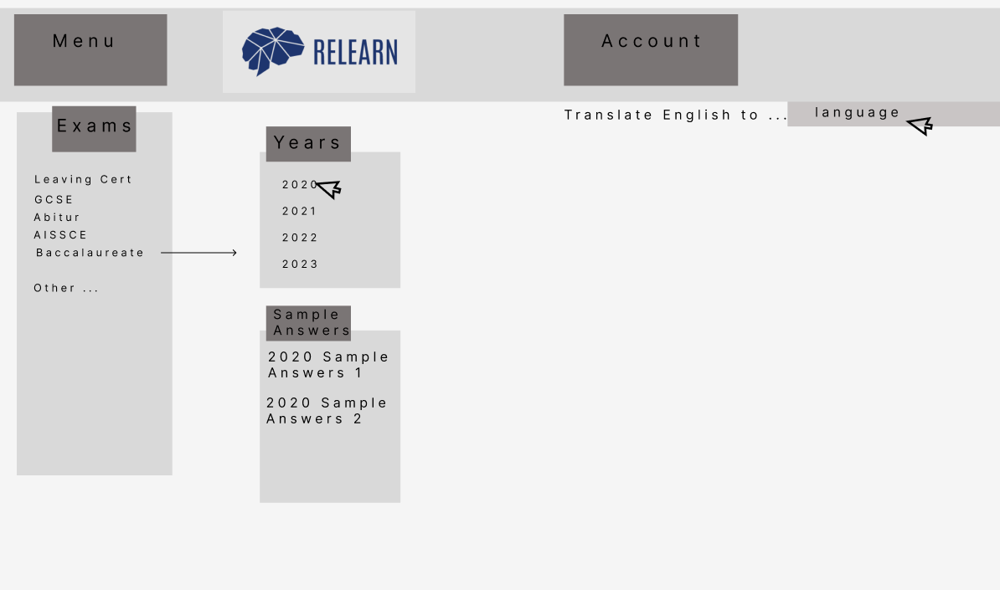 Menu
RELEARN
Account
Translate English to ...
language
Exams
Leaving Cert
GCSE
Abitur
AISSCE
Baccalaureate
Other ...
Years
2020
2021
2022
2023
Sample
Answers
2020 Sample
Answers 1
2020 Sample
Answers 2